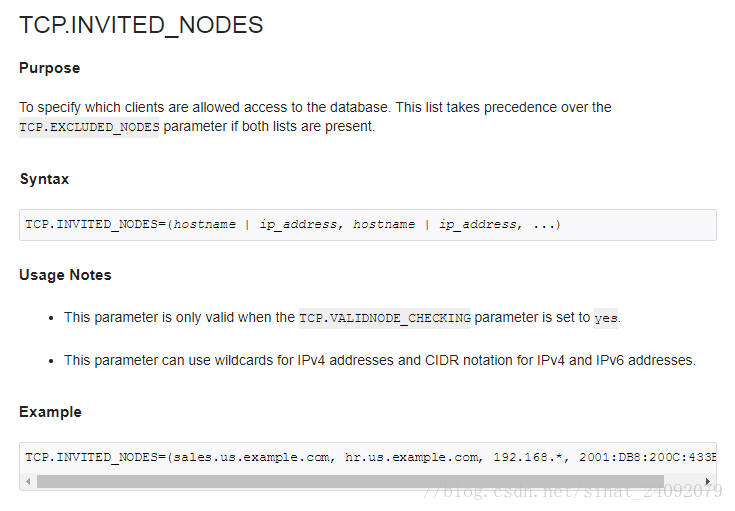 TCP.INVITED_NODES
Purpose
To specify which clients are allowed access to the database. This list takes precedence over the
TCP.EXCLUDED_NODES parameter if both lists are present.
Syntax
TCP.INVITED_NODES=(hostname | ip_address, hostname | ip_address, ...)
Usage Notes
• This parameter is only valid when the TCP.VALIDNODE_CHECKING parameter is set to yes.
• This parameter can use wildcards for IPv4 addresses and CIDR notation for IPv4 and IPv6 addresses.
Example
TCP.INVITED_NODES=(sales.us.example.com, hr.us.example.com, 192.168.*, 2001:DB8:200C:433
//blog.csdn.net/sinat_24092079